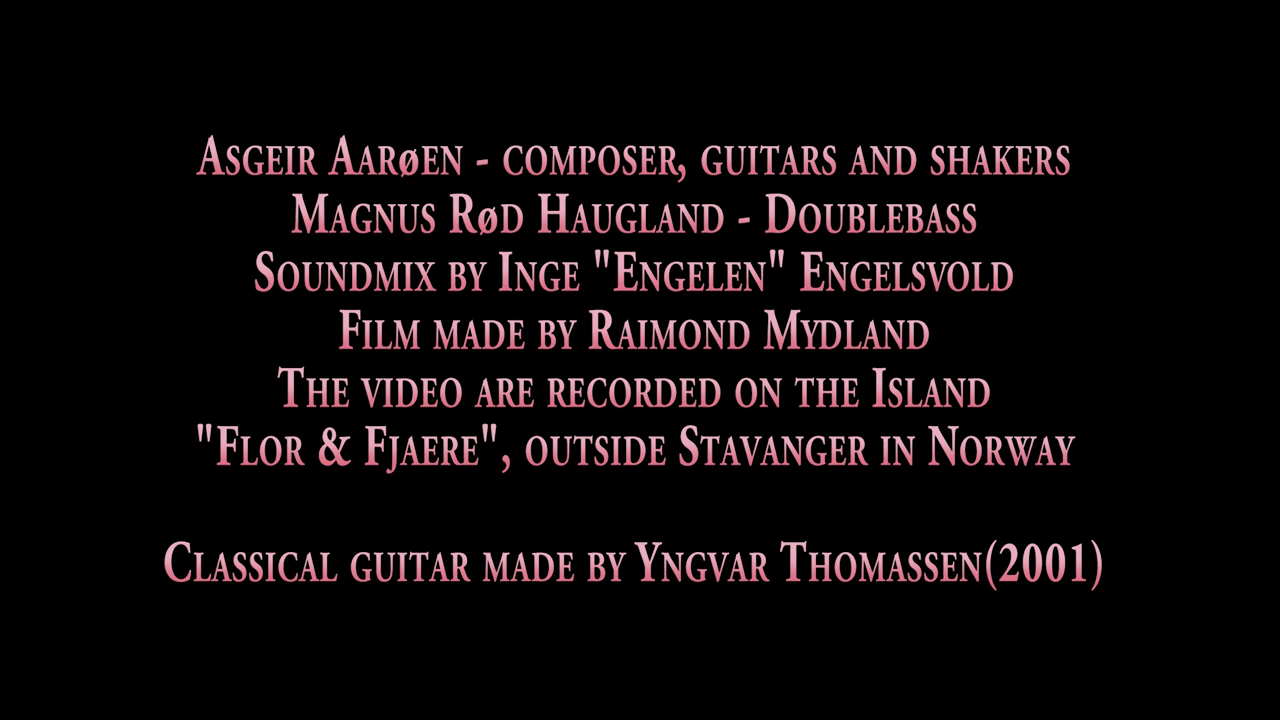 Asgeir Aarøen - composer, guitars and shakers
Magnus Rød Haugland - Doublebass
Soundmix by Inge "Engelen" Engelsvold
Film made by Raimond Mydland
The video are recorded on the Island
"Flor & Fjaere", outside Stavanger in Norway
Classical guitar made by Yngvar Thomassen(2001)